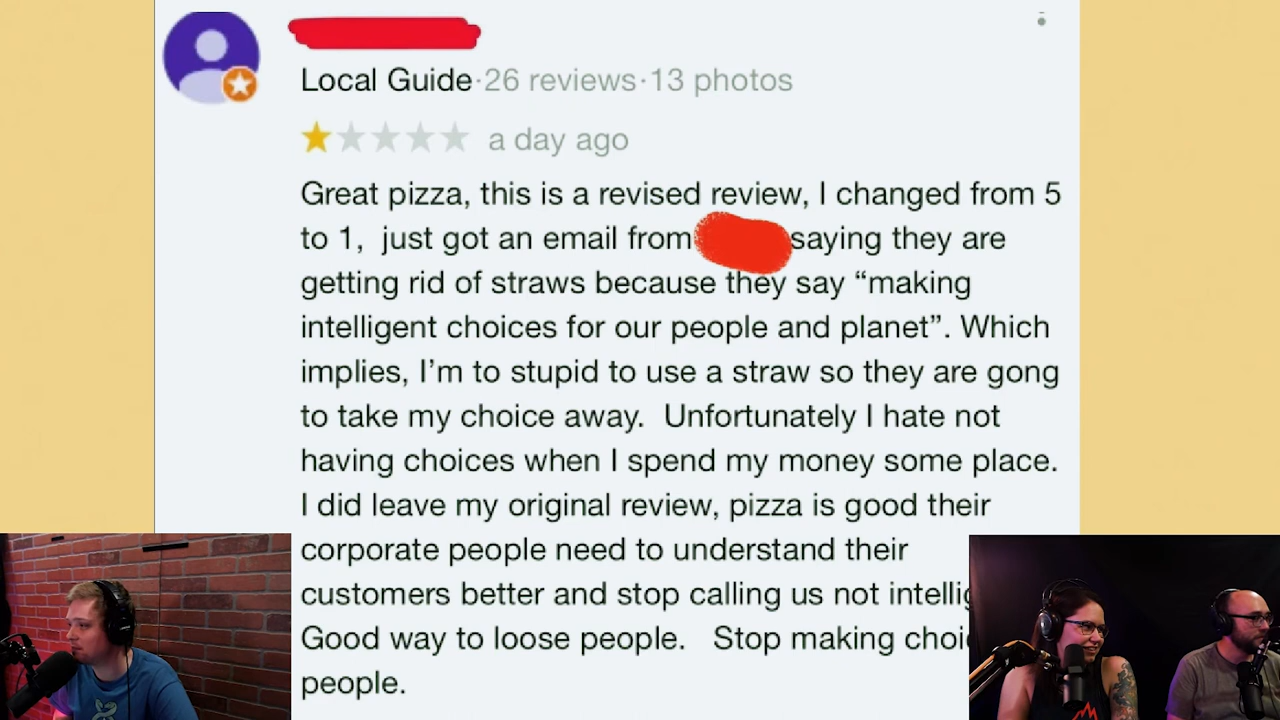 Local Guide·26 reviews·13 photos
a day ago
Great pizza, this is a revised review, I changed from 5
to 1, just got an email from saying they are
getting rid of straws because they say “making
intelligent choices for our people and planet”. Which
implies, I’m to stupid to use a straw so they are gong
to take my choice away. Unfortunately I hate not
having choices when I spend my money some place.
I did leave my original review, pizza is good their
corporate people need to understand their
customers better and stop calling us not
Good way to loose people. Stop making
people.